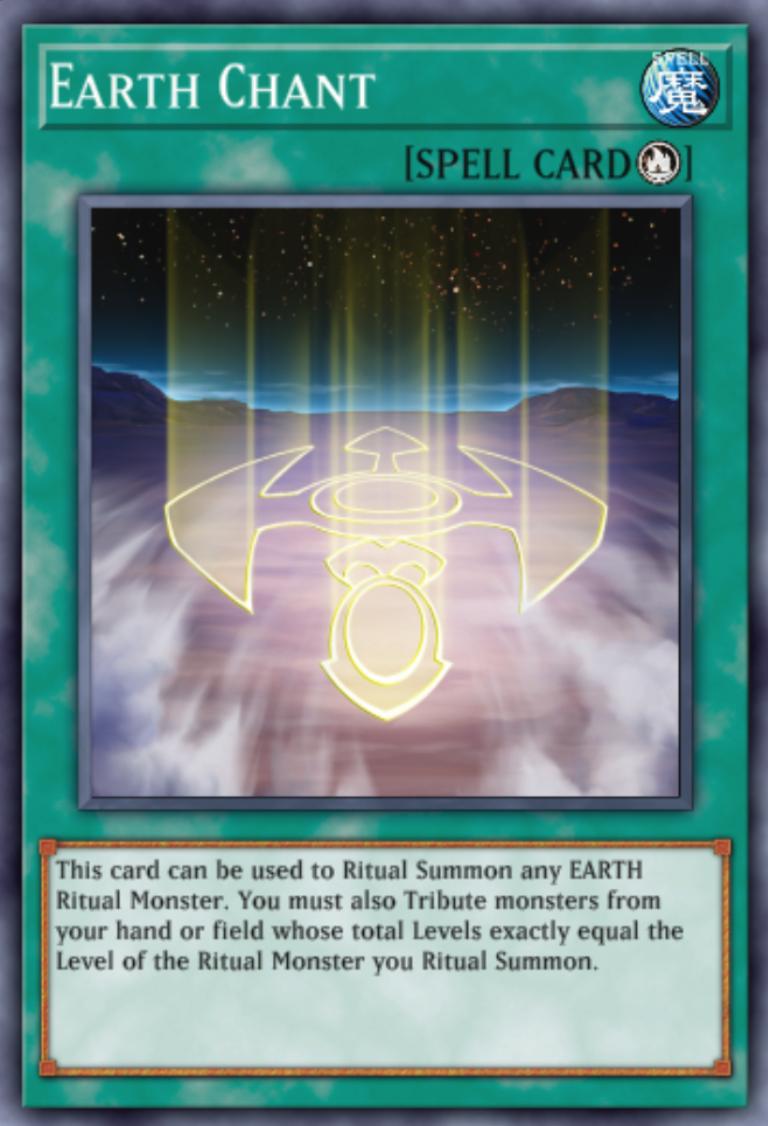 Earth Chant
SPELL
魔
[SPELL CARD]
This card can be used to Ritual Summon any EARTH
Ritual Monster. You must also Tribute monsters from
your hand or field whose total Levels exactly equal the
Level of the Ritual Monster you Ritual Summon.